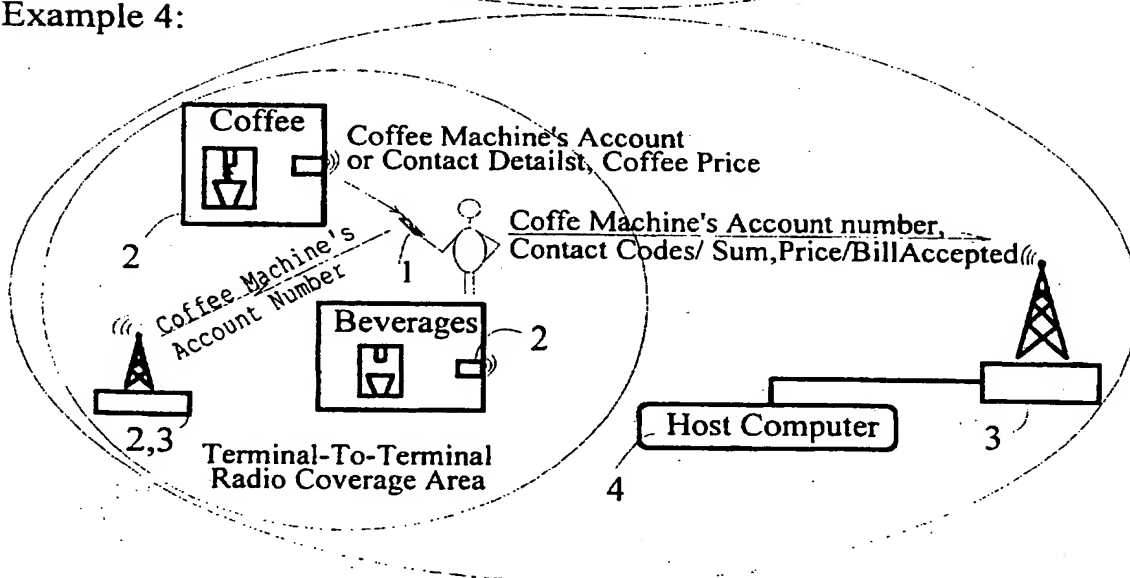 Example 4:
Coffee
Coffee Machine's Account
or Contact Detailst, Coffee Price
2
1
Coffe Machine's Account number,
Contact Codes/ Sum,Price/BillAccepted
Coffee Machine's
Account Number
Beverages
2
2,3
Terminal-To-Terminal
Radio Coverage Area
Host Computer
4
3